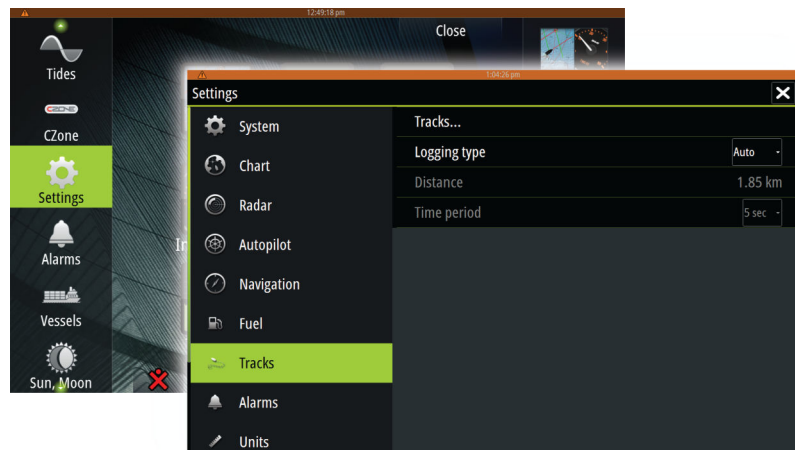 12:49:18 pm
Close
Tides
CZONE
CZone
Settings
Alarms
Vessels
Sun, Moon
1:04:26 pm
Settings
System
Chart
Radar
Autopilot
Navigation
Fuel
Tracks
Alarms
Units
Tracks...
Logging type
Auto
Distance
1.85 km
Time period
5 sec